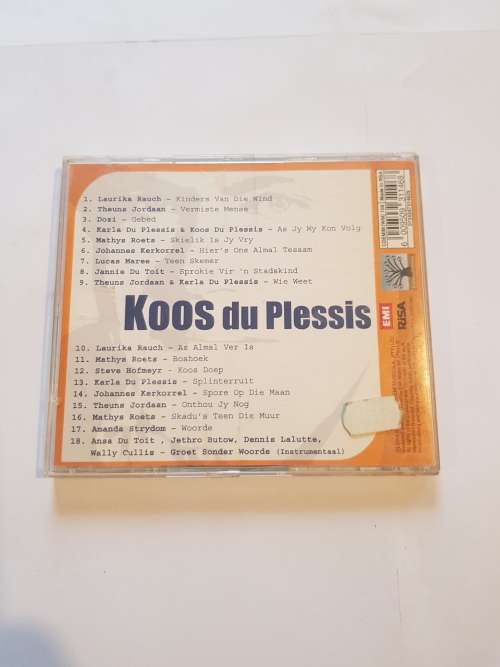 1. Laurika Rauch - Kinders Van Die Wind
2. Theuns Jordaan - Vermiste Mense
3. Dozi - Gebed
4. Karla Du Plessis & Koos Du Plessis - As Jy My Kon Volg
5. Mathys Roets - Skielik Is Jy Vry
6. Johannes Kerkorrel - Hier's Ons Almal Tesaam
7. Lucas Maree - Teen Skemer
8. Jannie Du Toit - Sprokie Vir 'n Stadskind
9. Theuns Jordaan & Karla Du Plessis - Wie Weet
KOOS du Plessis
10. Laurika Rauch - As Almal Ver Is
11. Mathys Roets - Boshoek
12. Steve Hofmeyr - Koos Doep
13. Karla Du Plessis - Splinterruit
14. Johannes Kerkorrel - Spore Op Die Maan
15. Theuns Jordaan - Onthou Jy Nog
16. Mathys Roets - Skadu's Teen Die Muur
17. Amanda Strydom - Woorde
18. Ansa Du Toit , Jethro Butow, Dennis Lalutte,
Wally Cullis - Groet Sonder Woorde (Instrumentaal)
EMI
RISA